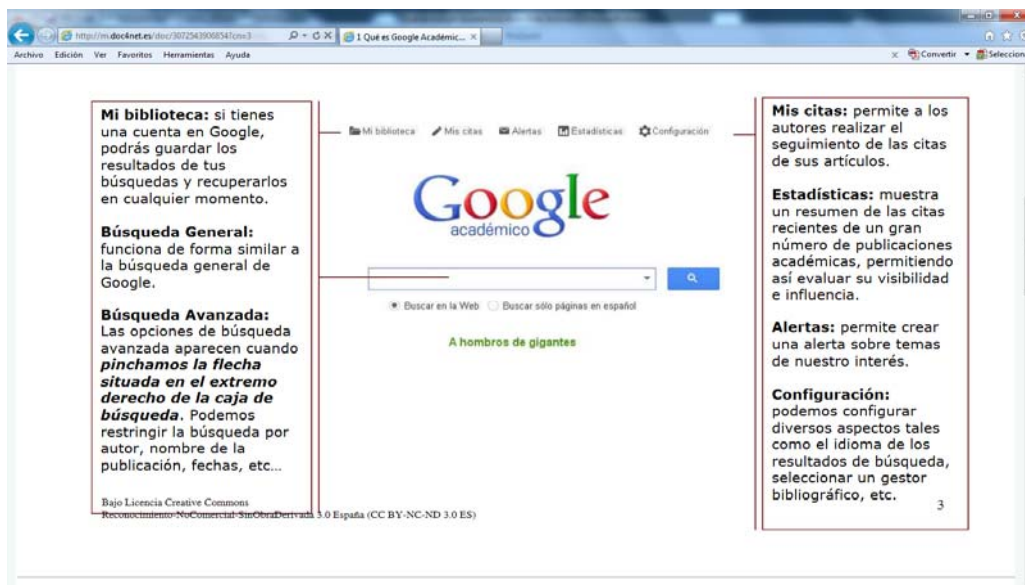 http://m.doc4net.es/doc/3072543906854?cn=3
1 Qué es Google Académic...
Archivo Edición Ver Favoritos Herramientas Ayuda
Convertir
Seleccion
Mi biblioteca: si tienes
una cuenta en Google,
podrás guardar los
resultados de tus
búsquedas y recuperarlos
en cualquier momento.
Búsqueda General:
funciona de forma similar a
la búsqueda general de
Google.
Búsqueda Avanzada:
Las opciones de búsqueda
avanzada aparecen cuando
pinchamos la flecha
situada en el extremo
derecho de la caja de
búsqueda. Podemos
restringir la búsqueda por
autor, nombre de la
publicación, fechas, etc...
Mi biblioteca Mis citas Alertas Estadísticas Configuración
Google
académico
Buscar en la Web Buscar sólo páginas en español
A hombros de gigantes
Mis citas: permite a los
autores realizar el
seguimiento de las citas
de sus artículos.
Estadísticas: muestra
un resumen de las citas
recientes de un gran
número de publicaciones
académicas, permitiendo
así evaluar su visibilidad
e influencia.
Alertas: permite crear
una alerta sobre temas
de nuestro interés.
Configuración:
podemos configurar
diversos aspectos tales
como el idioma de los
resultados de búsqueda,
seleccionar un gestor
bibliográfico, etc.
Bajo Licencia Creative Commons
Reconocimiento-NoComercial-SinObraDerivada 3.0 España (CC BY-NC-ND 3.0 ES)
3